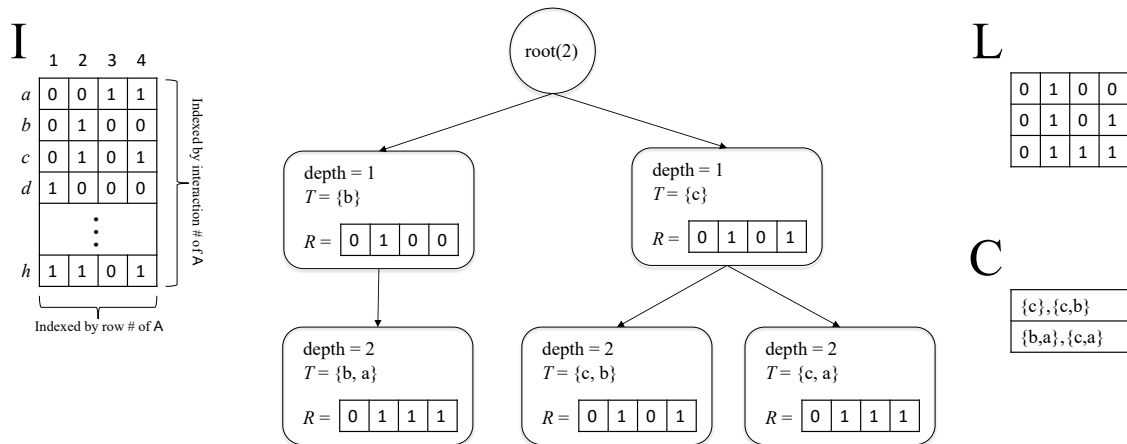 I
1 2 3 4
a 0 0 1 1
b 0 1 0 0
c 0 1 0 1
d 1 0 0 0
⋮
h 1 1 0 1
Indexed by interaction # of A
Indexed by row # of A
root(2)
depth = 1
T = {b}
R = 0 1 0 0
depth = 1
T = {c}
R = 0 1 0 1
depth = 2
T = {b, a}
R = 0 1 1 1
depth = 2
T = {c, b}
R = 0 1 0 1
depth = 2
T = {c, a}
R = 0 1 1 1
L
0 1 0 0
0 1 0 1
0 1 1 1
C
{c},{c,b}
{b,a},{c,a}